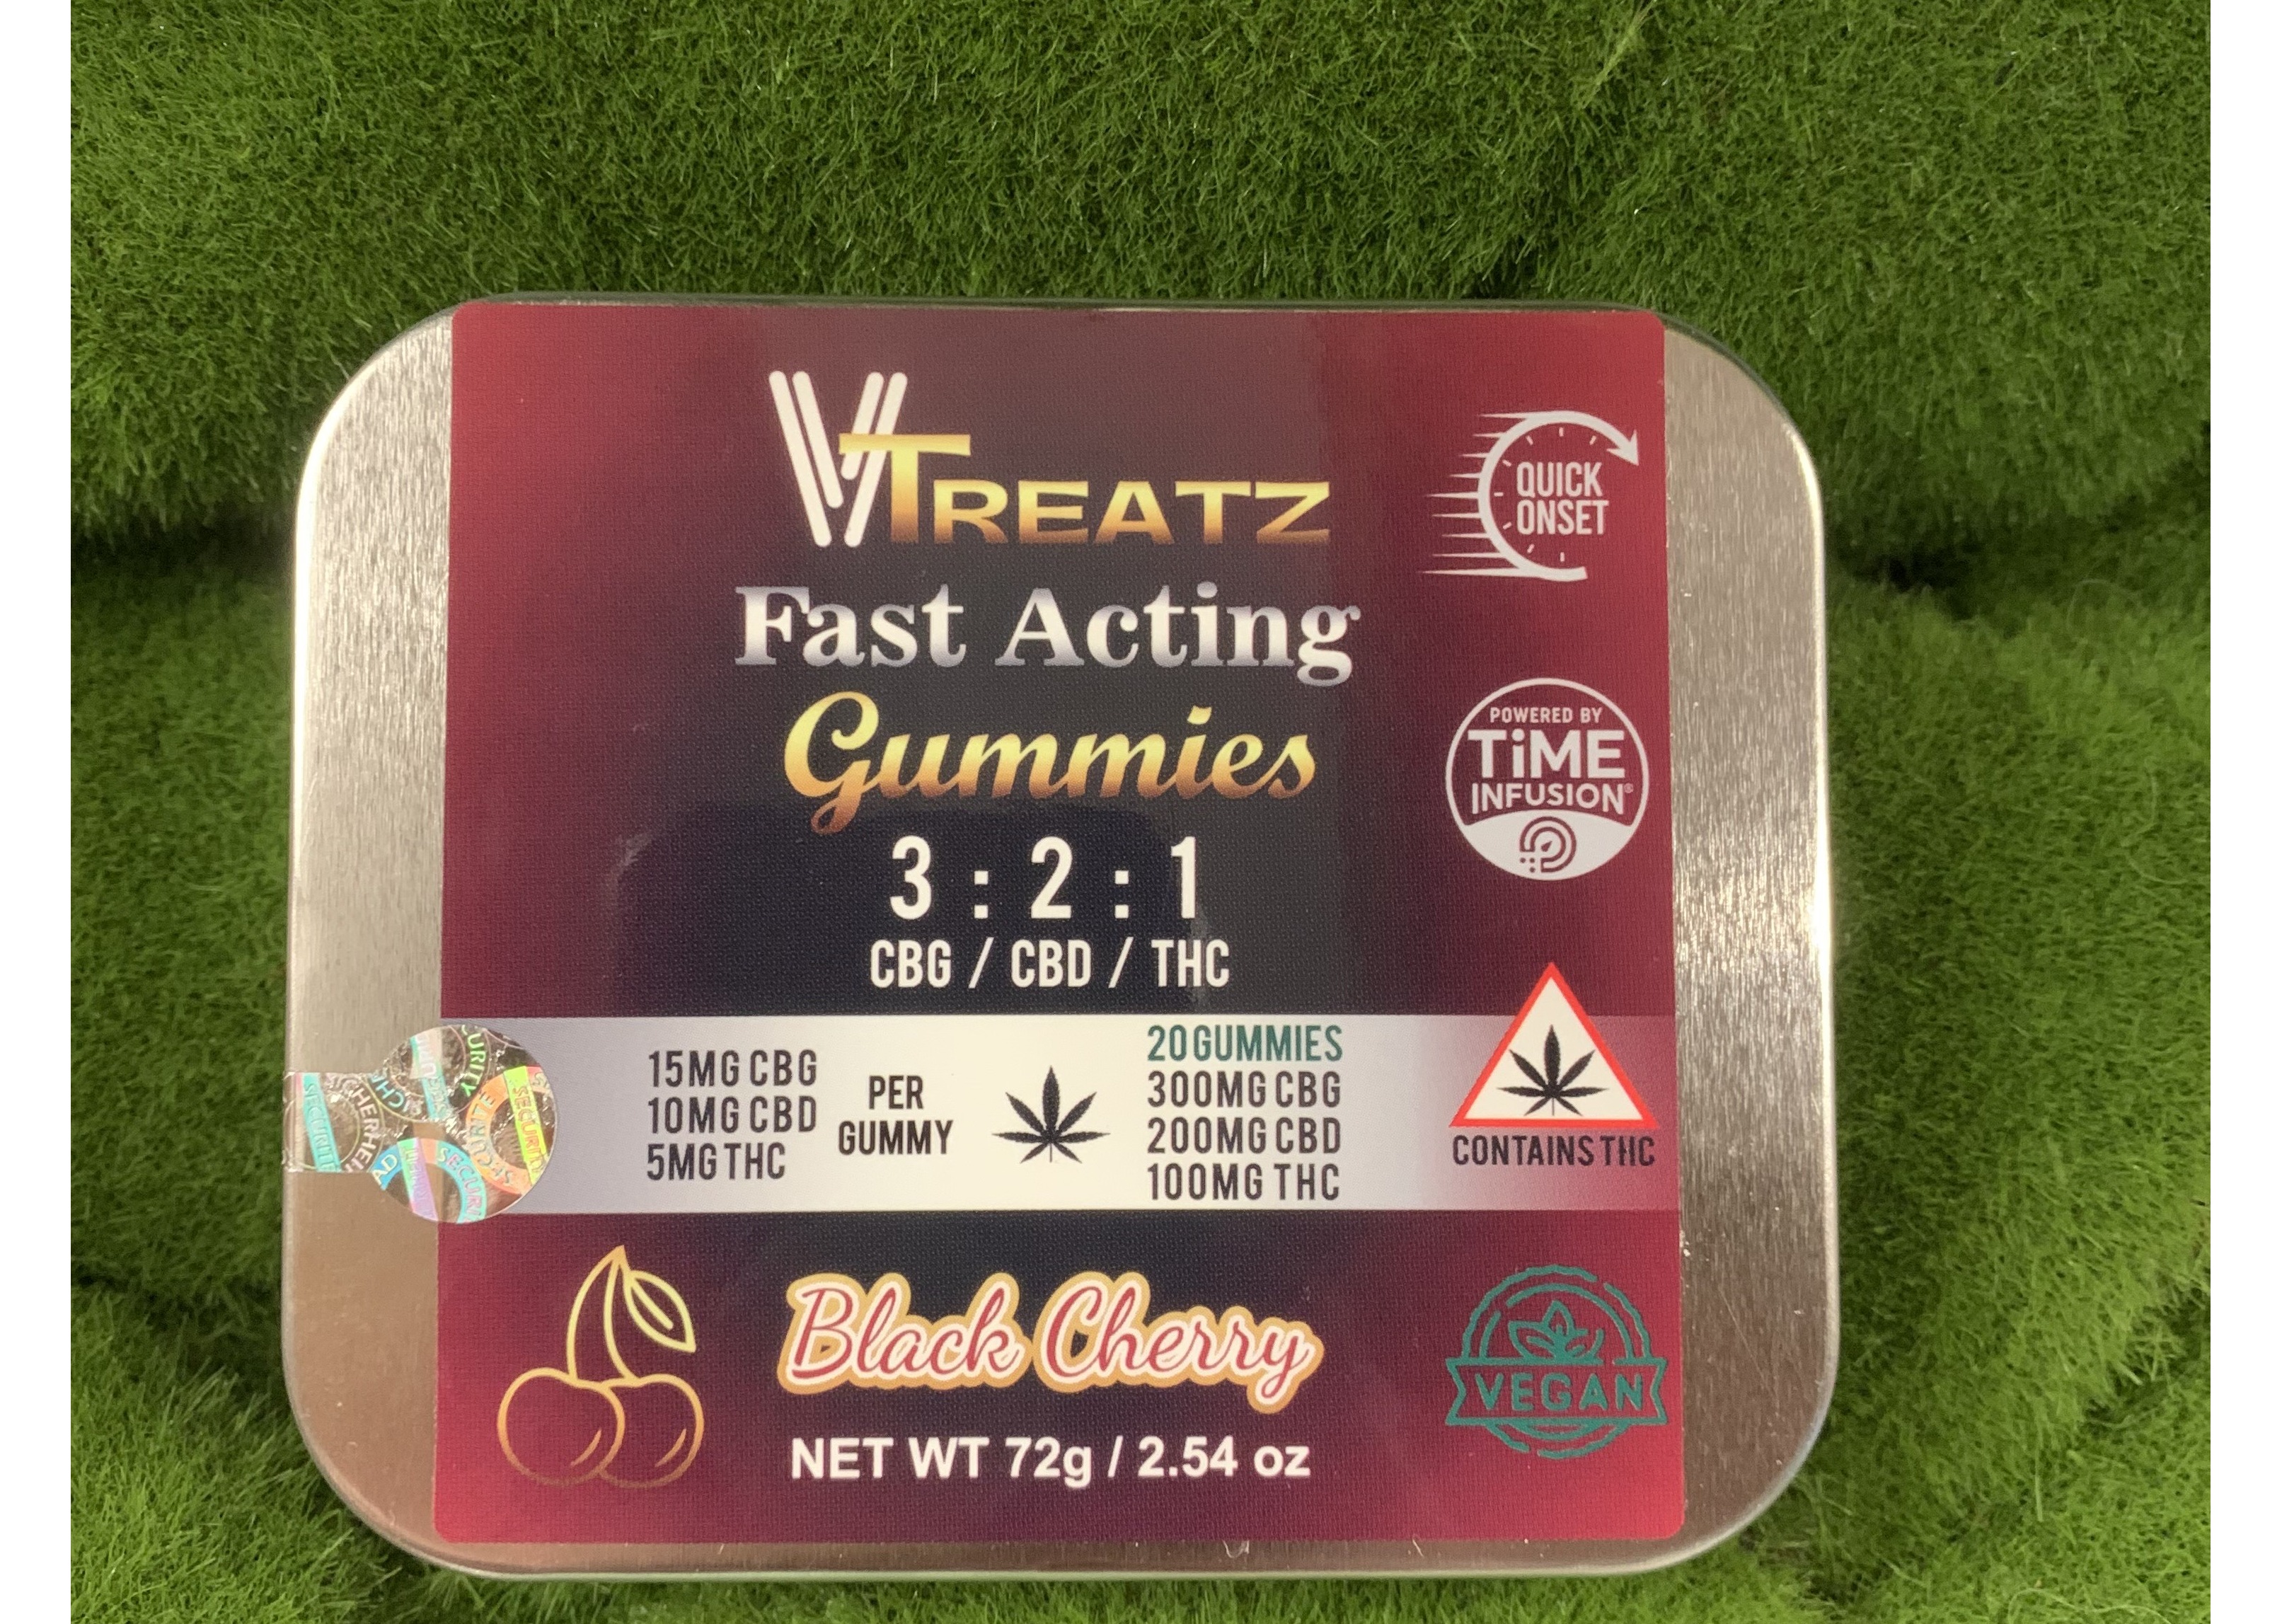 VTREATZ
Fast Acting
Gummies
3 : 2 : 1
CBG / CBD / THC
QUICK
ONSET
POWERED BY
TiME
INFUSION®
15MG CBG
10MG CBD
5MG THC
PER
GUMMY
20 GUMMIES
300MG CBG
200MG CBD
100MG THC
CONTAINS THC
Black Cherry
NET WT 72g / 2.54 oz
VEGAN